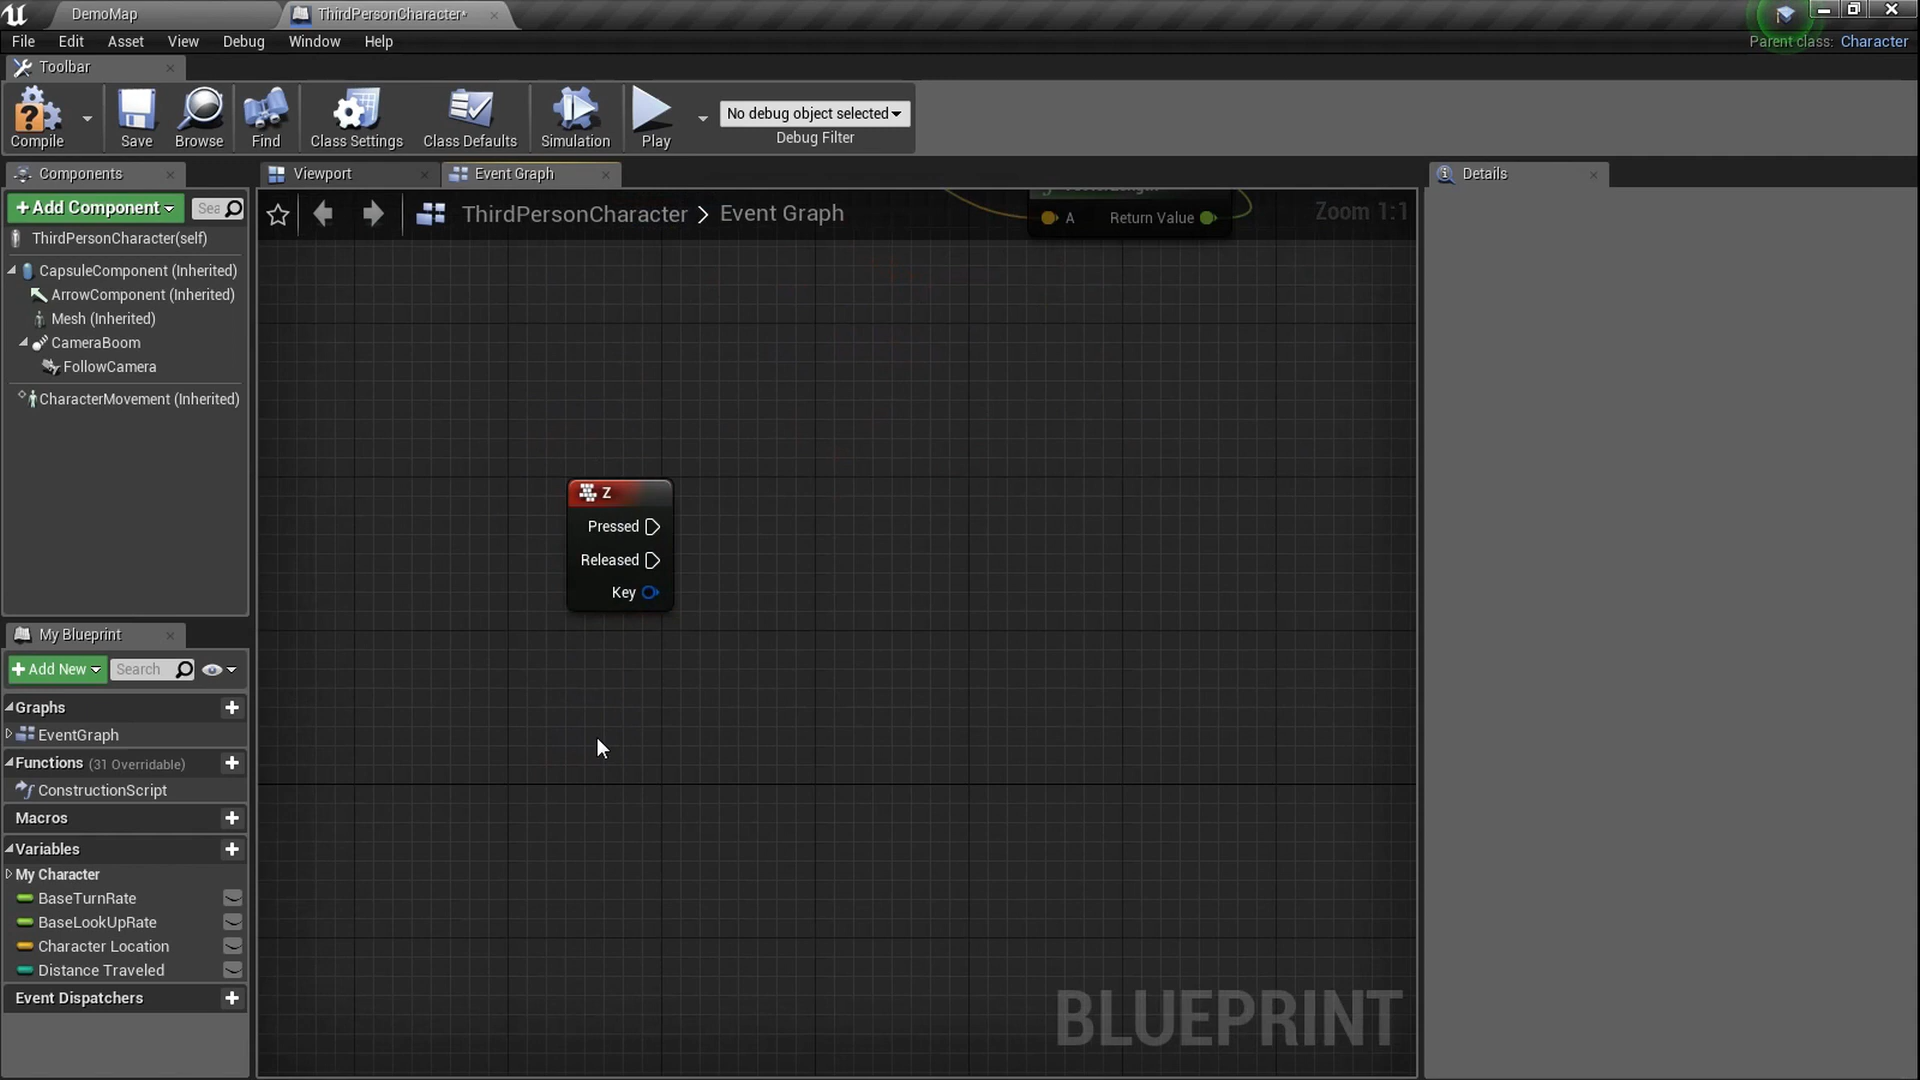 DemoMap
ThirdPersonCharacter*
File Edit Asset View Debug Window Help
Parent class: Character
Toolbar
Compile
Save
Browse
Find
Class Settings
Class Defaults
Simulation
Play
No debug object selected
Debug Filter
Components
+Add Component
Sea
ThirdPersonCharacter(self)
CapsuleComponent (Inherited)
ArrowComponent (Inherited)
Mesh (Inherited)
CameraBoom
FollowCamera
CharacterMovement (Inherited)
My Blueprint
+Add New
Search
Graphs
EventGraph
Functions (31 Overridable)
ConstructionScript
Macros
Variables
My Character
BaseTurnRate
BaseLookUpRate
Character Location
Distance Traveled
Event Dispatchers
Viewport
Event Graph
ThirdPersonCharacter > Event Graph
Zoom 1:1
A Return Value
Z
Pressed
Released
Key
BLUEPRINT
Details